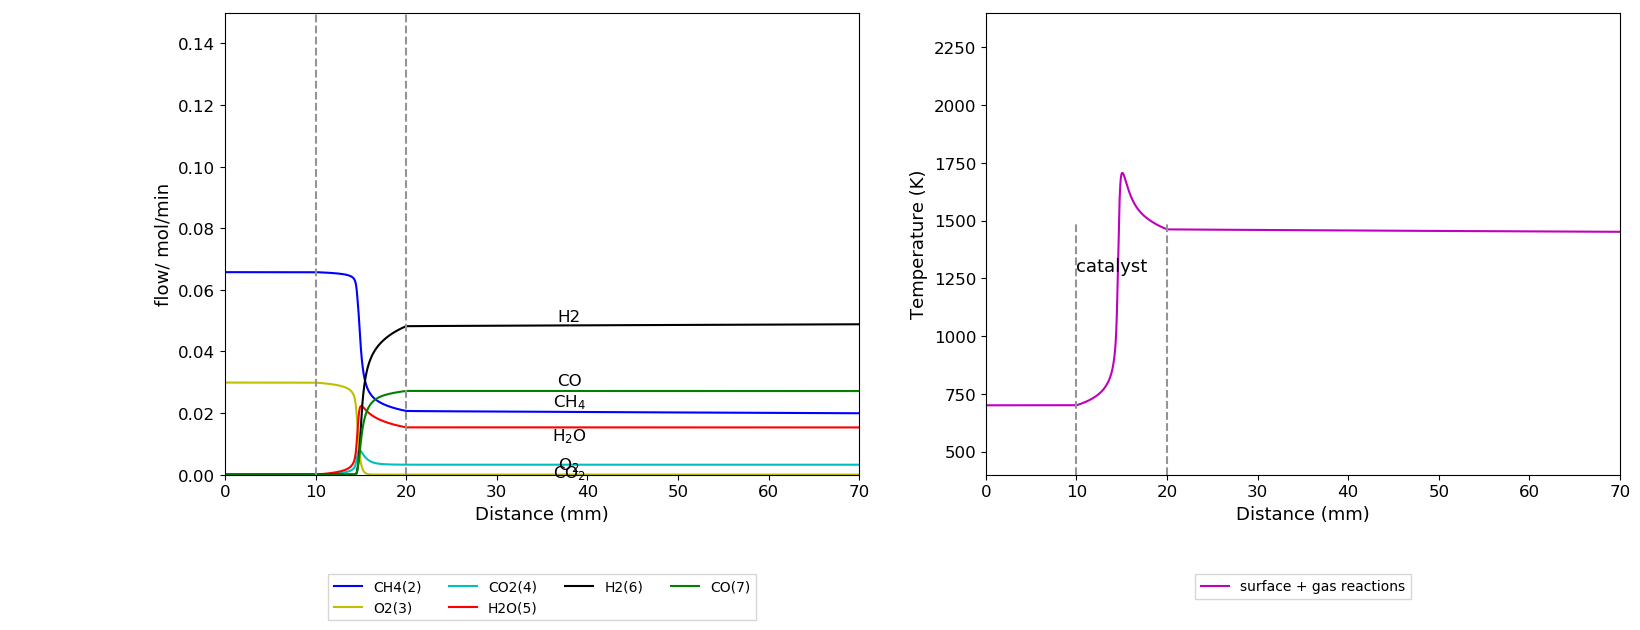 0.14
0.12
0.10
0.08
0.06
0.04
0.02
0.00
flow/ mol/min
H2
CO
CH₄
H₂O
O₂
CO₂
0 10 20 30 40 50 60 70
Distance (mm)
CH4(2) CO2(4) H2(6) CO(7)
O2(3) H2O(5)
2250
2000
1750
1500
1250
1000
750
500
Temperature (K)
catalyst
0 10 20 30 40 50 60 70
Distance (mm)
surface + gas reactions